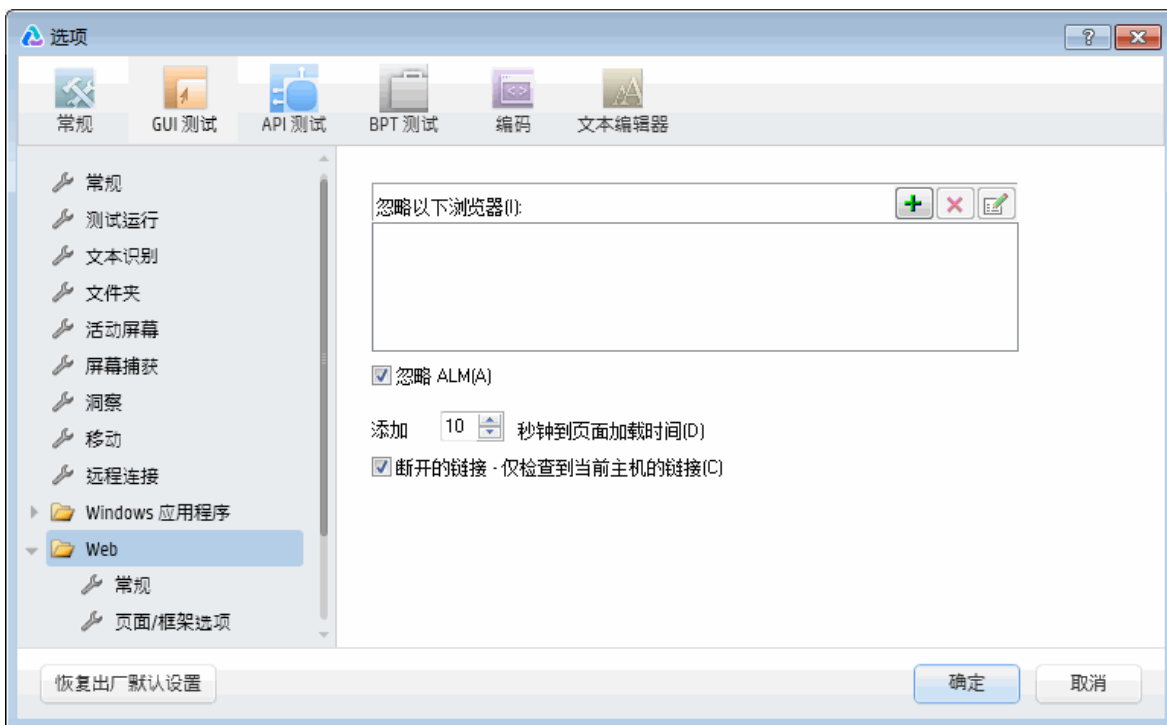 选项
常规 GUI 测试 API 测试 BPT 测试 编码 文本编辑器
常规
测试运行
文本识别
文件夹
活动屏幕
屏幕捕获
洞察
移动
远程连接
Windows 应用程序
Web
常规
页面/框架选项
忽略以下浏览器(I):
忽略 ALM(A)
添加 10 秒钟到页面加载时间(D)
断开的链接 - 仅检查到当前主机的链接(C)
恢复出厂默认设置 确定 取消